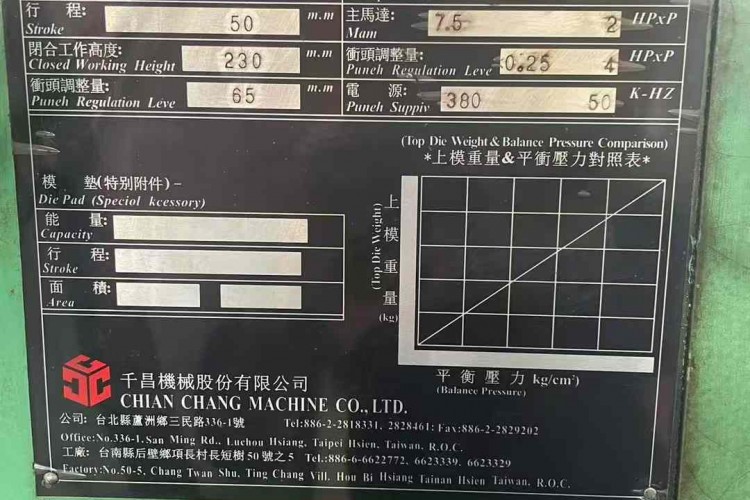 行 程: 50 m.m
Stroke
閉合工作高度: 230 m.m
Closed Working Height
衝頭調整量: 65 m.m
Puneh Regulation Leve
主馬達: 7.5 2 HPxP
Mam
衝頭調整量: 0.25 4 HPxP
Puneh Regulation Leve
電 源: 380 50 K-HZ
Puneh Suppiv
模 墊(特別附件)-
Die Pad (Speciol kcessory)
能 量:
Capacity
行 程:
Stroke
面 積:
Area
(Top Die Weight & Balance Pressure Comparison)
*上模重量&平衝壓力對照表*
上模重量
(Top Die Weight)
(kg)
平衡壓力 kg/cm²)
(Balance Pressure)
千昌機械股份有限公司
CHIAN CHANG MACHINE CO., LTD.
公司: 台北縣蘆洲鄉三民路336-1號 Tel:886-2-2818331, 2828461; Fax:886-2-2829202
Office:No.336-1, San Ming Rd., Luchou Hsiang, Taipei Hsien, Taiwan. R.O.C.
工廠: 台南縣后壁鄉項長村長短樹50號之5 Tel:886-6-6622772, 6623339, 6623329
Factory:No.50-5, Chang Twan Shu, Ting Chang Vill. Hou Bi Hsiang Tainan Hsien Taiwan, R.O.C.